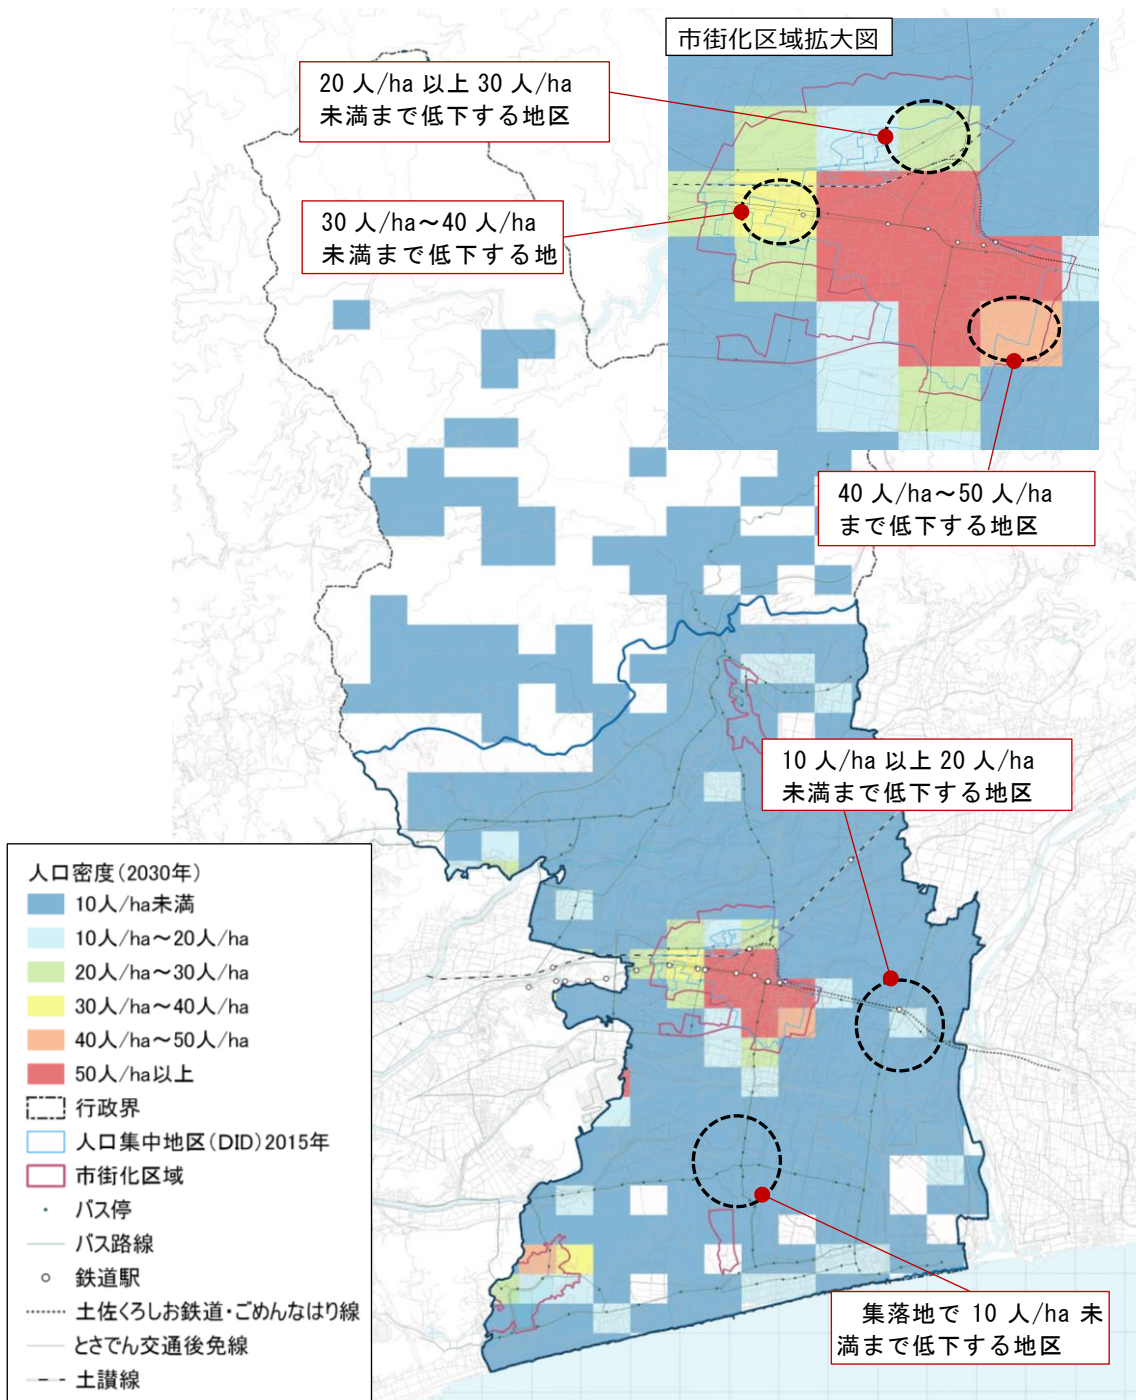 市街化区域拡大図
20 人/ha 以上 30 人/ha
未満まで低下する地区
30 人/ha～40 人/ha
未満まで低下する地
40 人/ha～50 人/ha
まで低下する地区
10 人/ha 以上 20 人/ha
未満まで低下する地区
人口密度(2030年)
10人/ha未満
10人/ha～20人/ha
20人/ha～30人/ha
30人/ha～40人/ha
40人/ha～50人/ha
50人/ha以上
行政界
人口集中地区(DID)2015年
市街化区域
バス停
バス路線
鉄道駅
土佐くろしお鉄道・ごめんなはり線
とさでん交通後免線
土讃線
集落地で 10 人/ha 未
満まで低下する地区